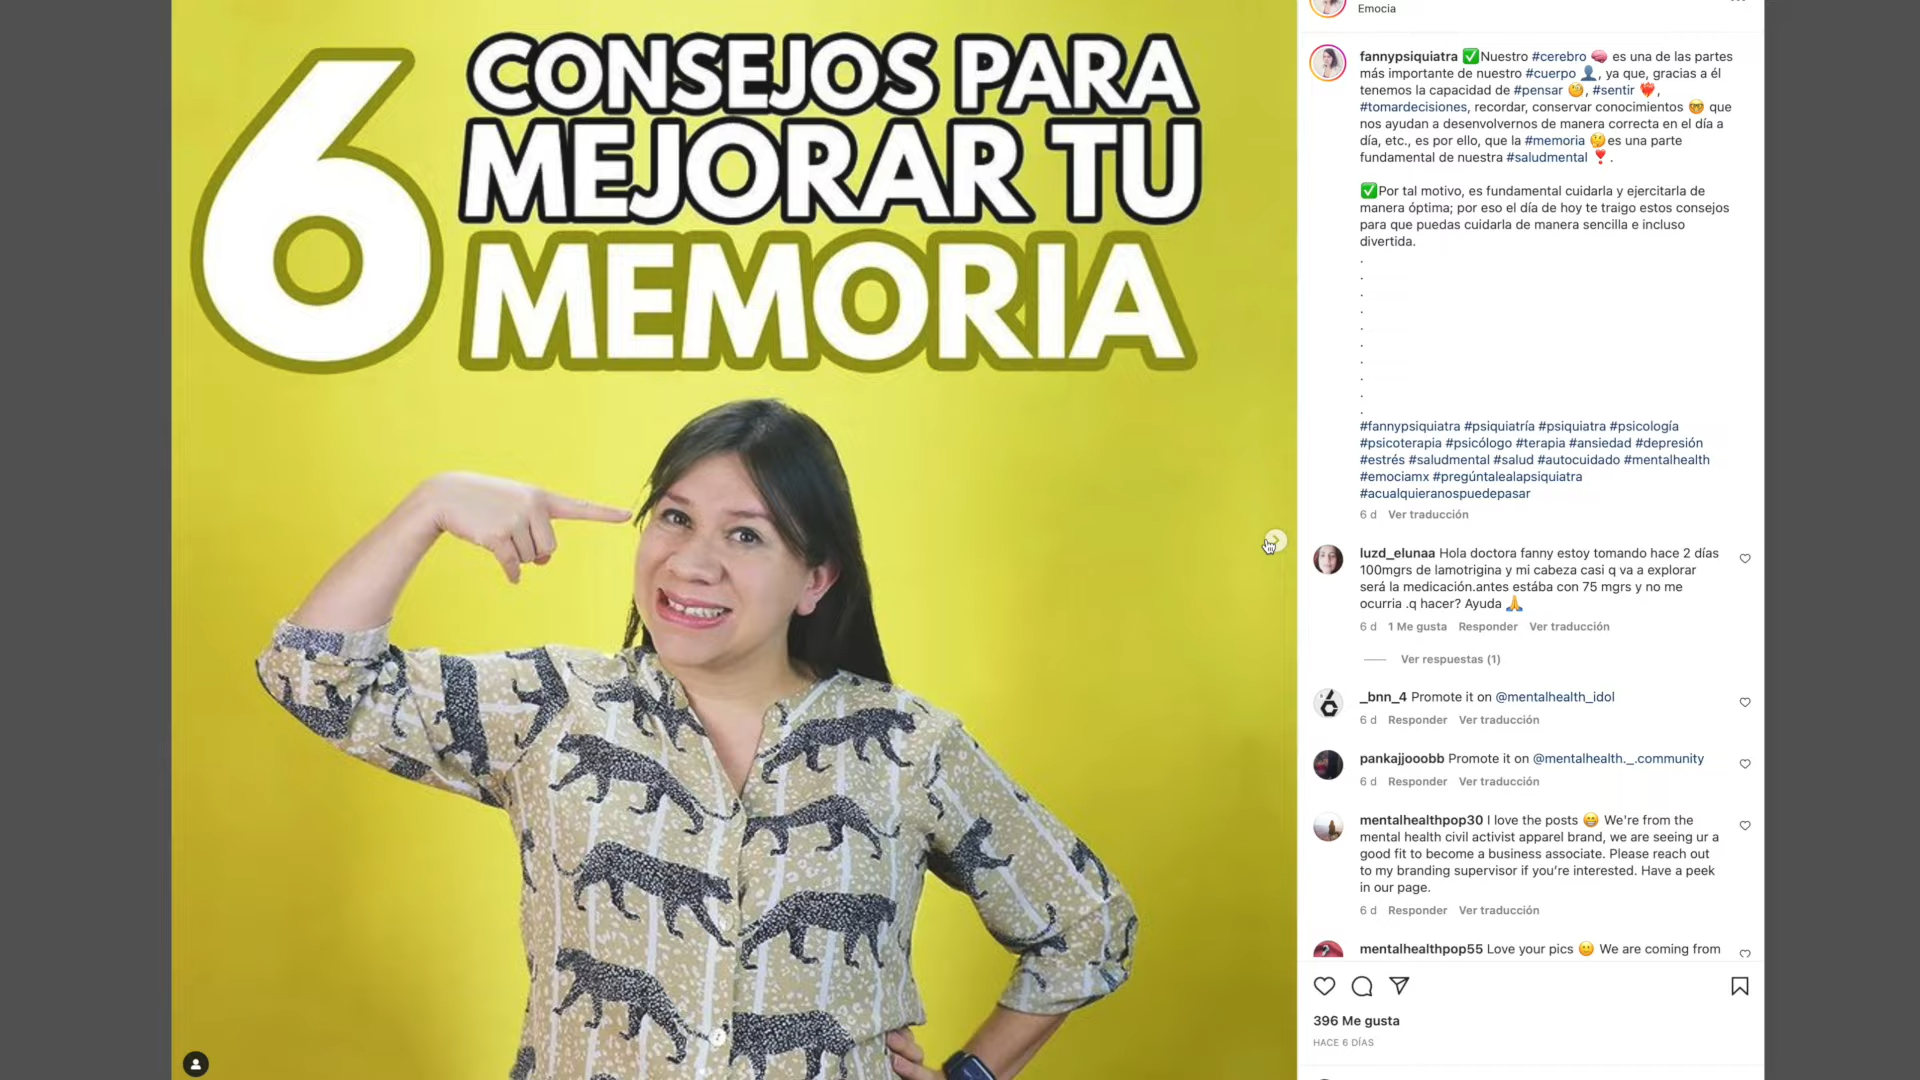 6 CONSEJOS PARA
MEJORAR TU
MEMORIA
Emocia
fannypsiquiatra ✅Nuestro #cerebro 🧠 es una de las partes
más importante de nuestro #cuerpo 👤, ya que, gracias a él
tenemos la capacidad de #pensar 🧐, #sentir ❤️‍🔥,
#tomardecisiones, recordar, conservar conocimientos 🤓 que
nos ayudan a desenvolvernos de manera correcta en el día a
día, etc., es por ello, que la #memoria 🤔es una parte
fundamental de nuestra #saludmental ❣️.
✅Por tal motivo, es fundamental cuidarla y ejercitarla de
manera óptima; por eso el día de hoy te traigo estos consejos
para que puedas cuidarla de manera sencilla e incluso
divertida.
.
.
.
.
.
.
.
.
.
.
#fannypsiquiatra #psiquiatría #psiquiatra #psicología
#psicoterapia #psicólogo #terapia #ansiedad #depresión
#estrés #saludmental #salud #autocuidado #mentalhealth
#emociamx #pregúntalealapsiquiatra
#acualquieranospuedepasar
6 d Ver traducción
luzd_elunaa Hola doctora fanny estoy tomando hace 2 días
100mgrs de lamotrigina y mi cabeza casi q va a explorar
será la medicación.antes estába con 75 mgrs y no me
ocurria .q hacer? Ayuda 🙏
6 d 1 Me gusta Responder Ver traducción
Ver respuestas (1)
_bnn_4 Promote it on @mentalhealth_idol
6 d Responder Ver traducción
pankajjooobb Promote it on @mentalhealth._.community
6 d Responder Ver traducción
mentalhealthpop30 I love the posts 😁 We're from the
mental health civil activist apparel brand, we are seeing ur a
good fit to become a business associate. Please reach out
to my branding supervisor if you're interested. Have a peek
in our page.
6 d Responder Ver traducción
mentalhealthpop55 Love your pics 🙂 We are coming from
396 Me gusta
HACE 6 DÍAS